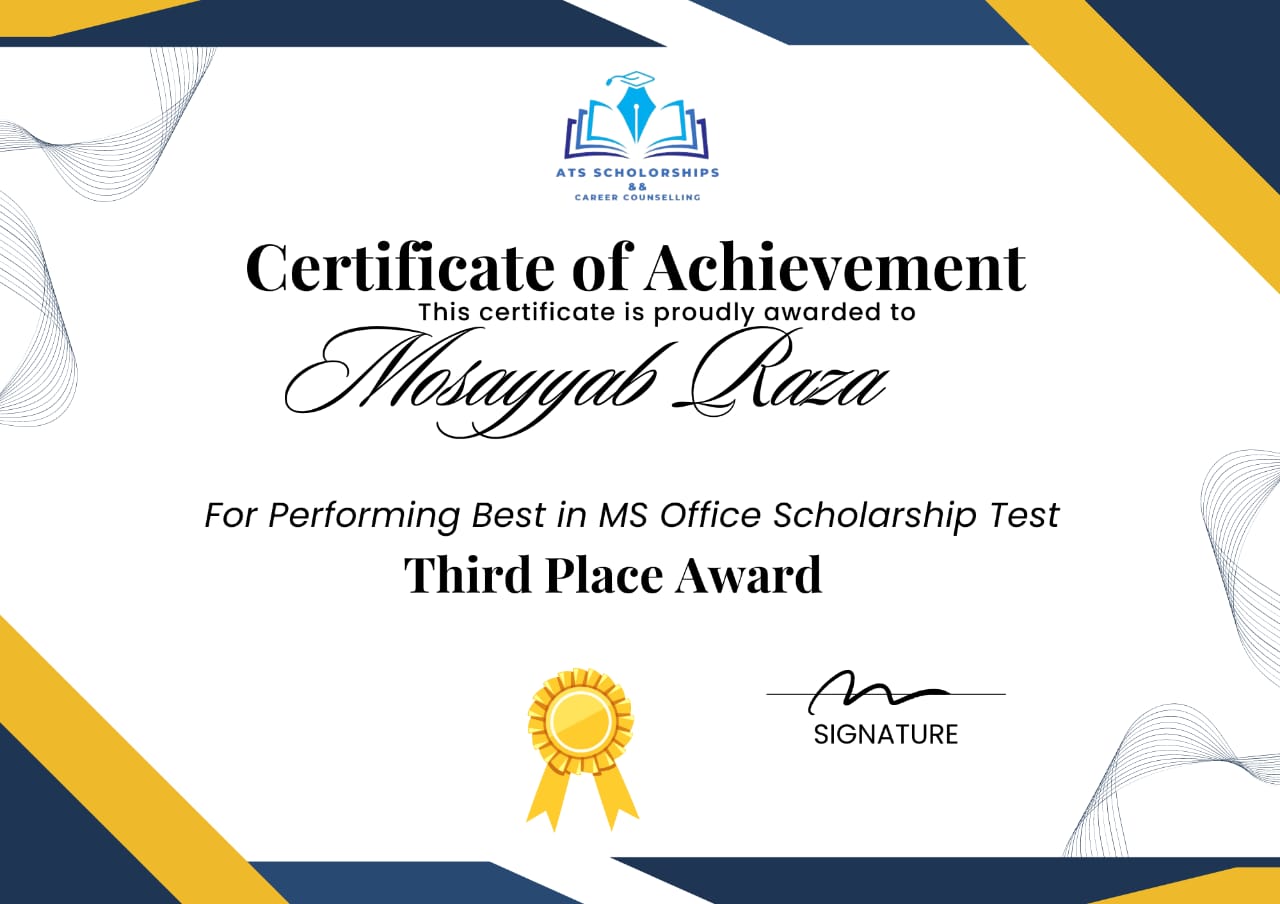 ATS SCHOLORSHIPS
&&
CAREER COUNSELLING
Certificate of Achievement
This certificate is proudly awarded to
Mosayyab Raza
For Performing Best in MS Office Scholarship Test
Third Place Award
SIGNATURE